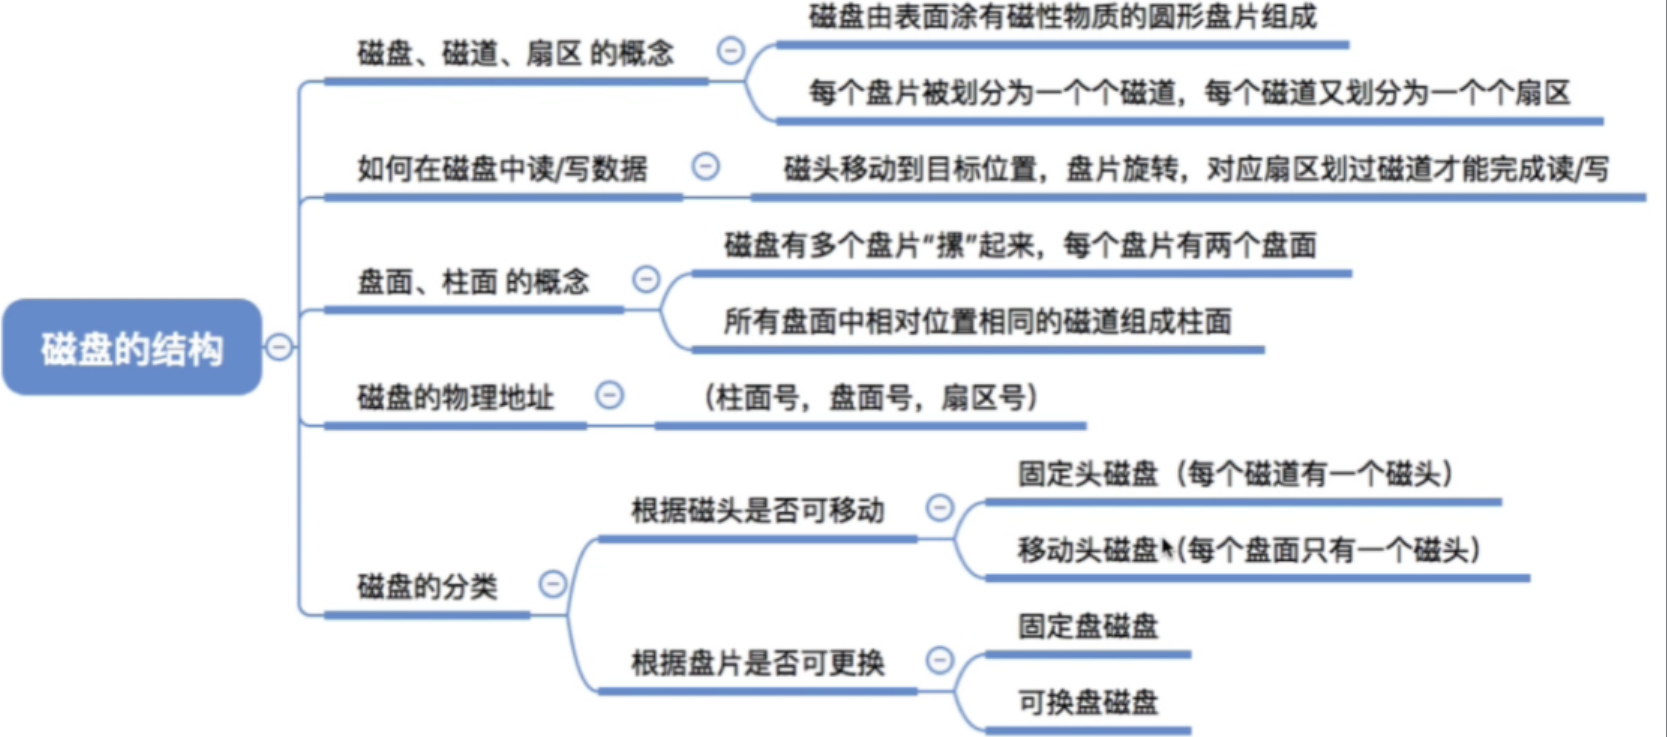 磁盘的结构
磁盘、磁道、扇区 的概念
磁盘由表面涂有磁性物质的圆形盘片组成
每个盘片被划分为一个个磁道，每个磁道又划分为一个个扇区
如何在磁盘中读/写数据
磁头移动到目标位置，盘片旋转，对应扇区划过磁道才能完成读/写
盘面、柱面 的概念
磁盘有多个盘片“摞”起来，每个盘片有两个盘面
所有盘面中相对位置相同的磁道组成柱面
磁盘的物理地址
（柱面号，盘面号，扇区号）
磁盘的分类
根据磁头是否可移动
固定头磁盘（每个磁道有一个磁头）
移动头磁盘（每个盘面只有一个磁头）
根据盘片是否可更换
固定盘磁盘
可换盘磁盘